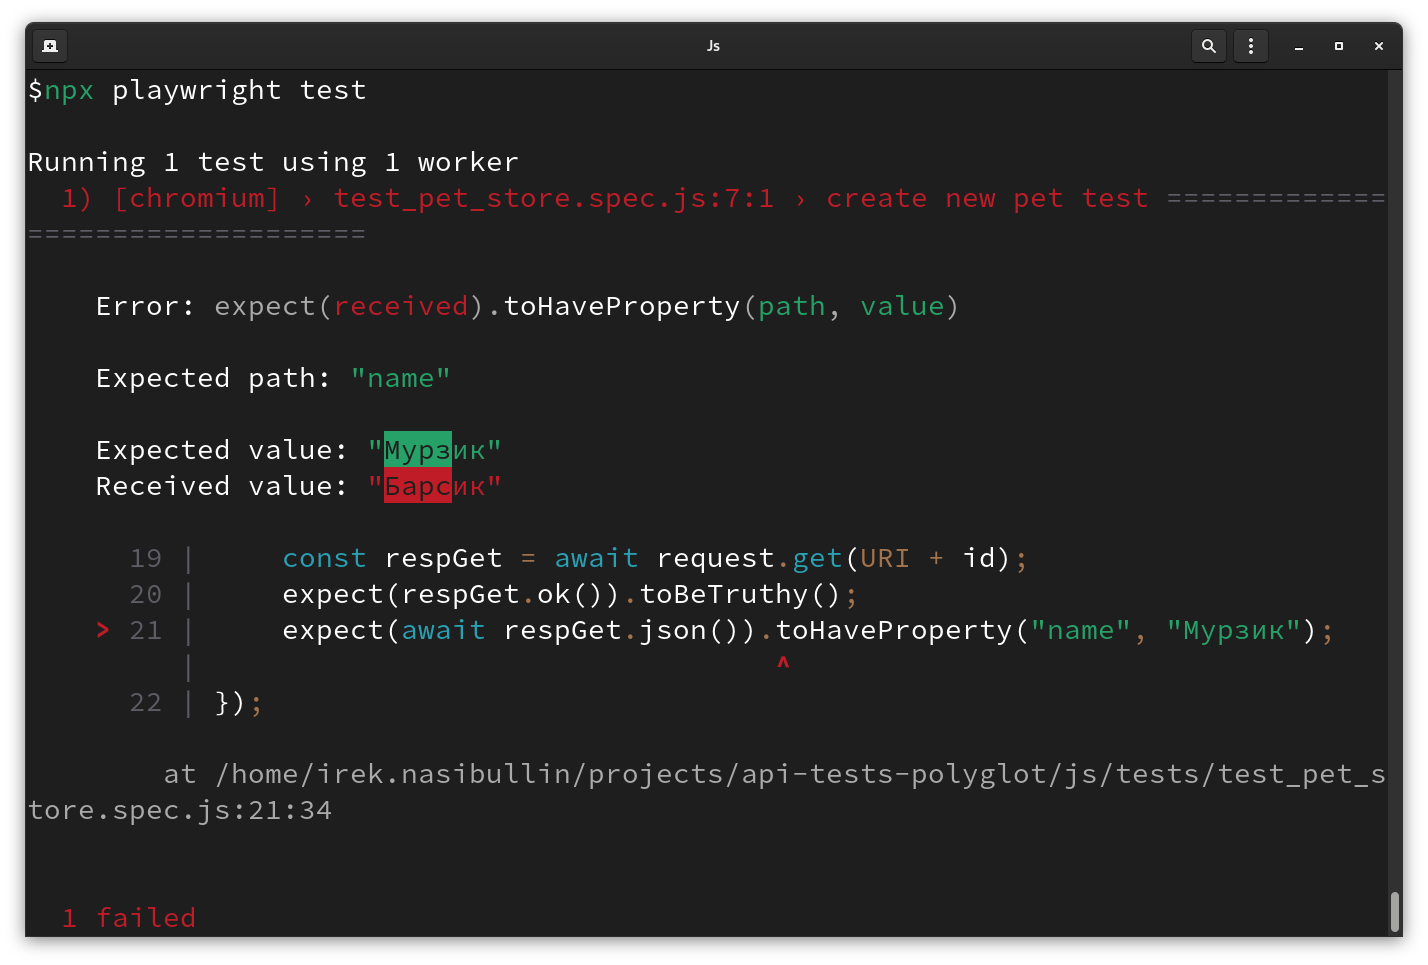 Js
$npx playwright test
Running 1 test using 1 worker
1) [chromium] › test_pet_store.spec.js:7:1 › create new pet test =============
====================
Error: expect(received).toHaveProperty(path, value)
Expected path: "name"
Expected value: "Мурзик"
Received value: "Барсик"
19 |     const respGet = await request.get(URI + id);
20 |     expect(respGet.ok()).toBeTruthy();
> 21 |     expect(await respGet.json()).toHaveProperty("name", "Мурзик");
|                                   ^
22 | });
at /home/irek.nasibullin/projects/api-tests-polyglot/js/tests/test_pet_s
tore.spec.js:21:34
1 failed